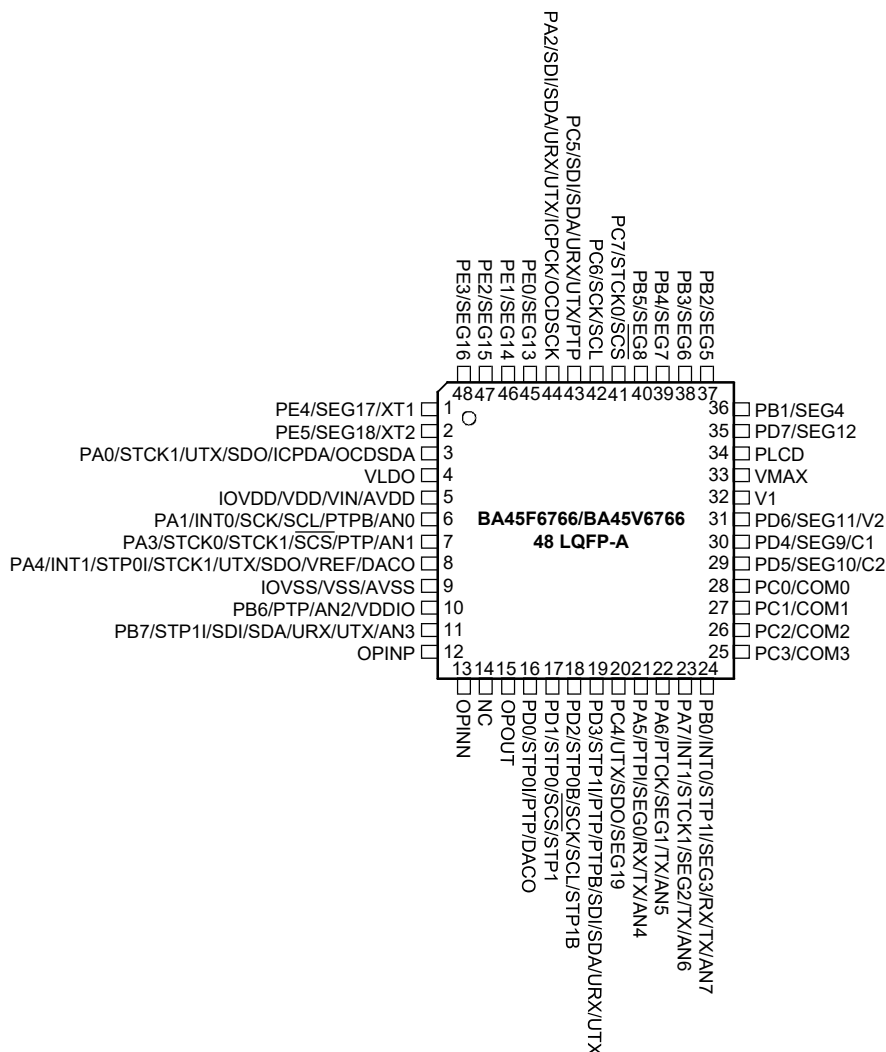 PA2/SDI/SDA/URX/UTX/ICPCK/OCDSCK
PC5/SDI/SDA/URX/UTX/PTP
PC7/STCK0/SCS
PC6/SCK/SCL
PE3/SEG16
PE2/SEG15
PE1/SEG14
PE0/SEG13
PB5/SEG8
PB4/SEG7
PB3/SEG6
PB2/SEG5
48 47 46 45 44 43 42 41 40 39 38 37
PE4/SEG17/XT1 1
PE5/SEG18/XT2 2
PA0/STCK1/UTX/SDO/ICPDA/OCDSDA 3
VLDO 4
IOVDD/VDD/VIN/AVDD 5
PA1/INT0/SCK/SCL/PTPB/AN0 6
PA3/STCK0/STCK1/SCS/PTP/AN1 7
PA4/INT1/STP0I/STCK1/UTX/SDO/VREF/DACO 8
IOVSS/VSS/AVSS 9
PB6/PTP/AN2/VDDIO 10
PB7/STP1I/SDI/SDA/URX/UTX/AN3 11
OPINP 12
BA45F6766/BA45V6766
48 LQFP-A
36 PB1/SEG4
35 PD7/SEG12
34 PLCD
33 VMAX
32 V1
31 PD6/SEG11/V2
30 PD4/SEG9/C1
29 PD5/SEG10/C2
28 PC0/COM0
27 PC1/COM1
26 PC2/COM2
25 PC3/COM3
13 14 15 16 17 18 19 20 21 22 23 24
OPINN
NC
OPOUT
PD0/STP0I/PTP/DACO
PD1/STP0/SCS/STP1
PD2/STP0B/SCK/SCL/STP1B
PD3/STP1I/PTP/PTPB/SDI/SDA/URX/UTX
PC4/UTX/SDO/SEG19
PA5/PTPI/SEG0/RX/TX/AN4
PA6/PTCK/SEG1/TX/AN5
PA7/INT1/STCK1/SEG2/TX/AN6
PB0/INT0/STP1I/SEG3/RX/TX/AN7